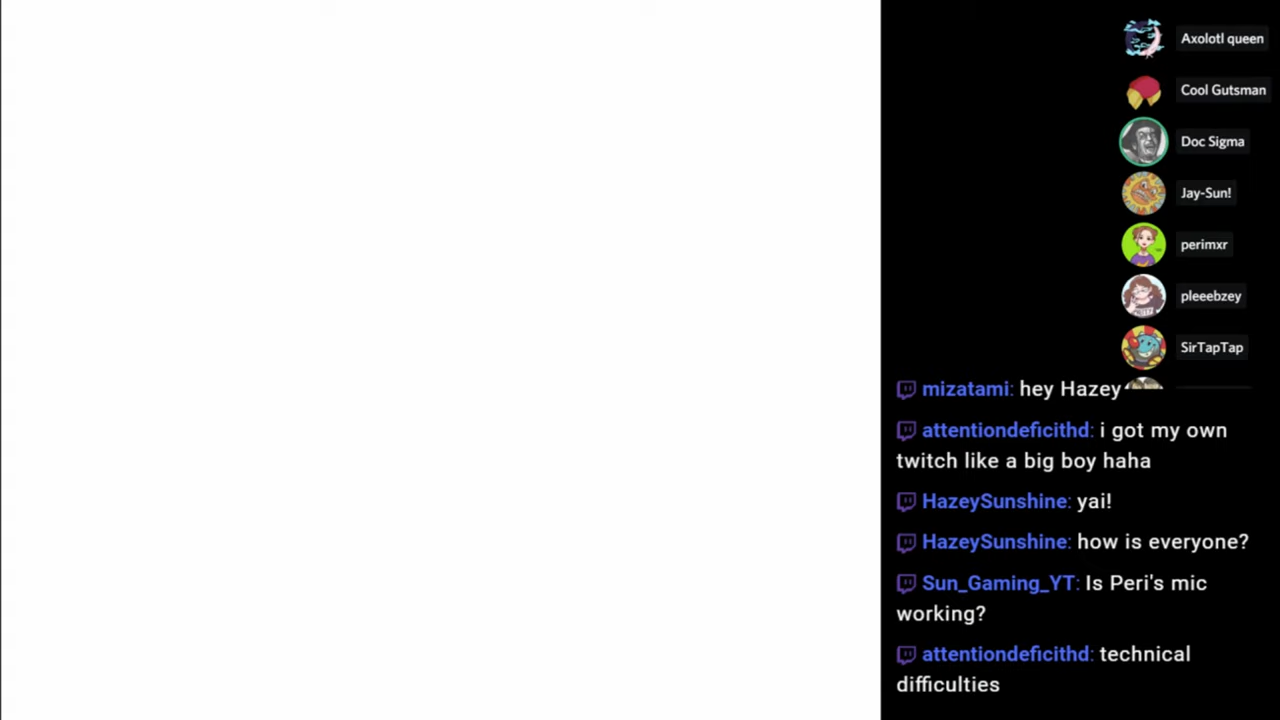 Axolotl queen
Cool Gutsman
Doc Sigma
Jay-Sun!
perimxr
pleeebzey
SirTapTap
mizatami: hey Hazey
attentiondeficithd: i got my own
twitch like a big boy haha
HazeySunshine: yai!
HazeySunshine: how is everyone?
Sun_Gaming_YT: Is Peri's mic
working?
attentiondeficithd: technical
difficulties